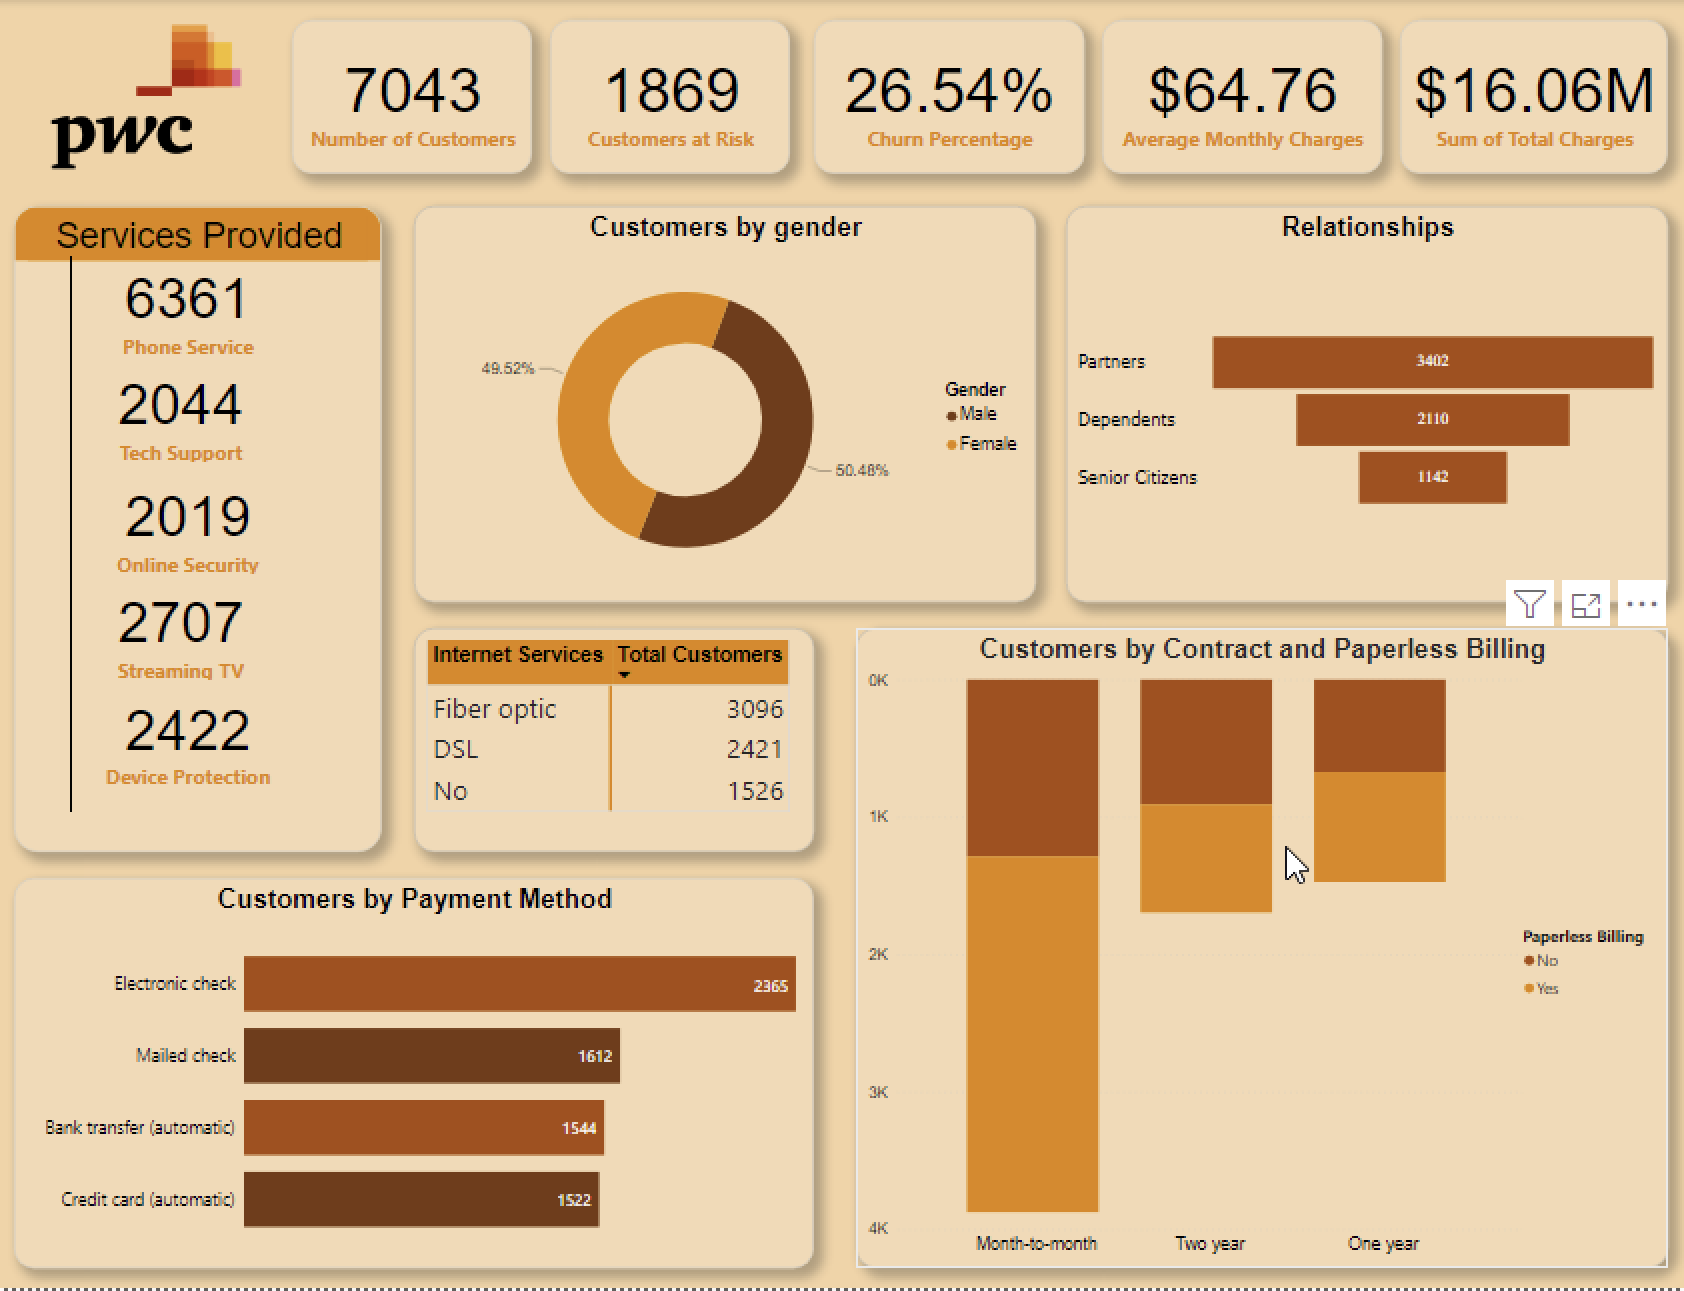 pwc
7043
Number of Customers
1869
Customers at Risk
26.54%
Churn Percentage
$64.76
Average Monthly Charges
$16.06M
Sum of Total Charges
Services Provided
6361
Phone Service
2044
Tech Support
2019
Online Security
2707
Streaming TV
2422
Device Protection
Customers by gender
49.52%
50.48%
Gender
Male
Female
Relationships
Partners 3402
Dependents 2110
Senior Citizens 1142
Internet Services Total Customers
Fiber optic 3096
DSL 2421
No 1526
Customers by Payment Method
Electronic check 2365
Mailed check 1612
Bank transfer (automatic) 1544
Credit card (automatic) 1522
Customers by Contract and Paperless Billing
0K
1K
2K
3K
4K
Month-to-month Two year One year
Paperless Billing
No
Yes